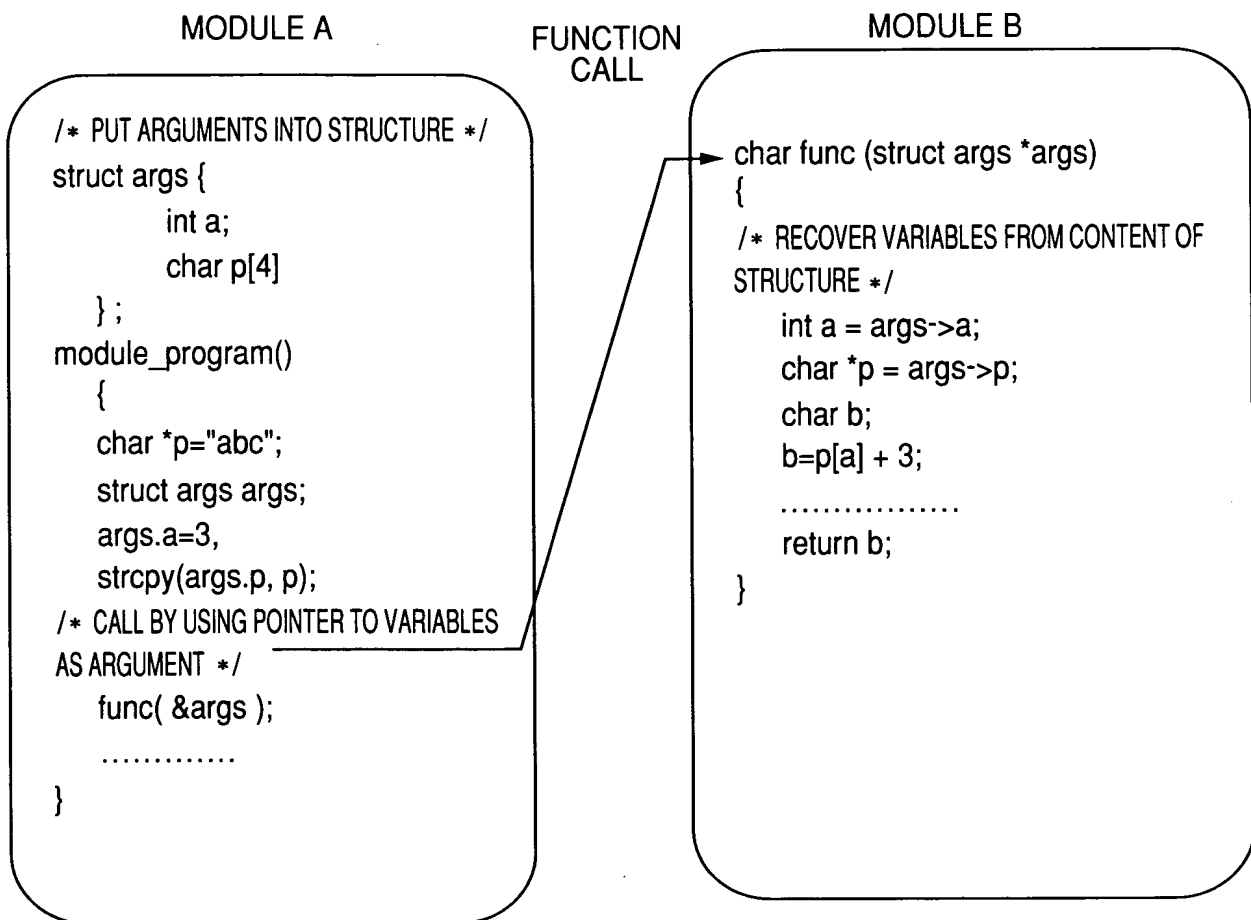 MODULE A
/* PUT ARGUMENTS INTO STRUCTURE */
struct args {
int a;
char p[4]
} ;
module_program()
{
char *p="abc";
struct args args;
args.a=3,
strcpy(args.p, p);
/* CALL BY USING POINTER TO VARIABLES
AS ARGUMENT */
func( &args );
.............
}
FUNCTION
CALL
MODULE B
char func (struct args *args)
{
/* RECOVER VARIABLES FROM CONTENT OF
STRUCTURE */
int a = args->a;
char *p = args->p;
char b;
b=p[a] + 3;
.................
return b;
}